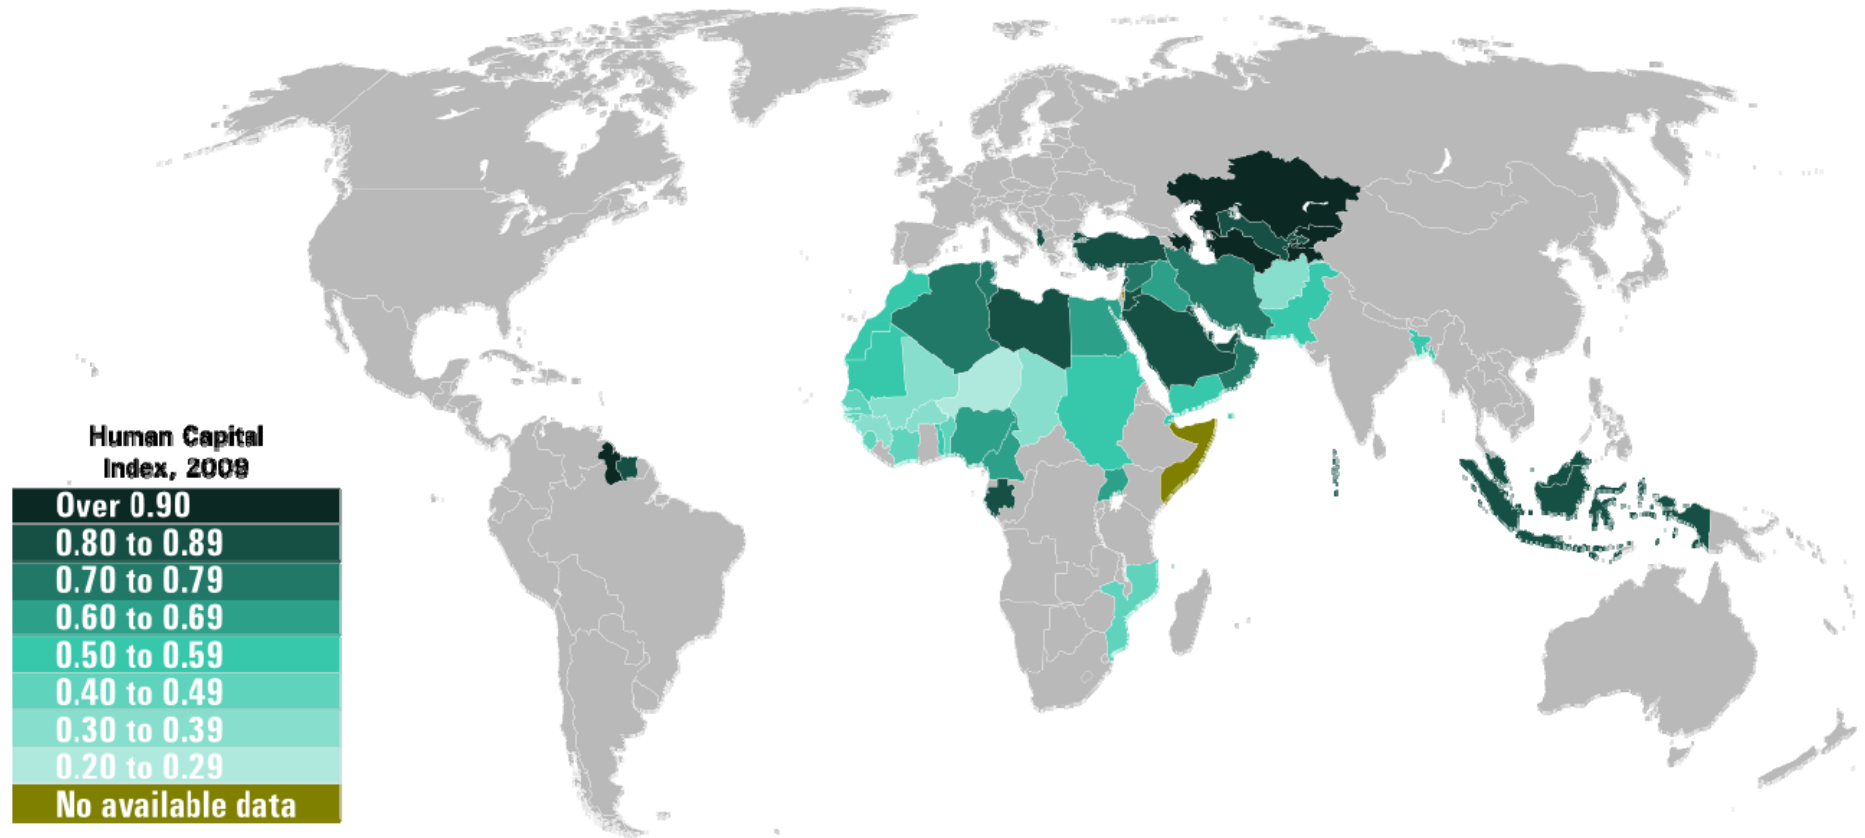 Human Capital
Index, 2009
Over 0.90
0.80 to 0.89
0.70 to 0.79
0.60 to 0.69
0.50 to 0.59
0.40 to 0.49
0.30 to 0.39
0.20 to 0.29
No available data